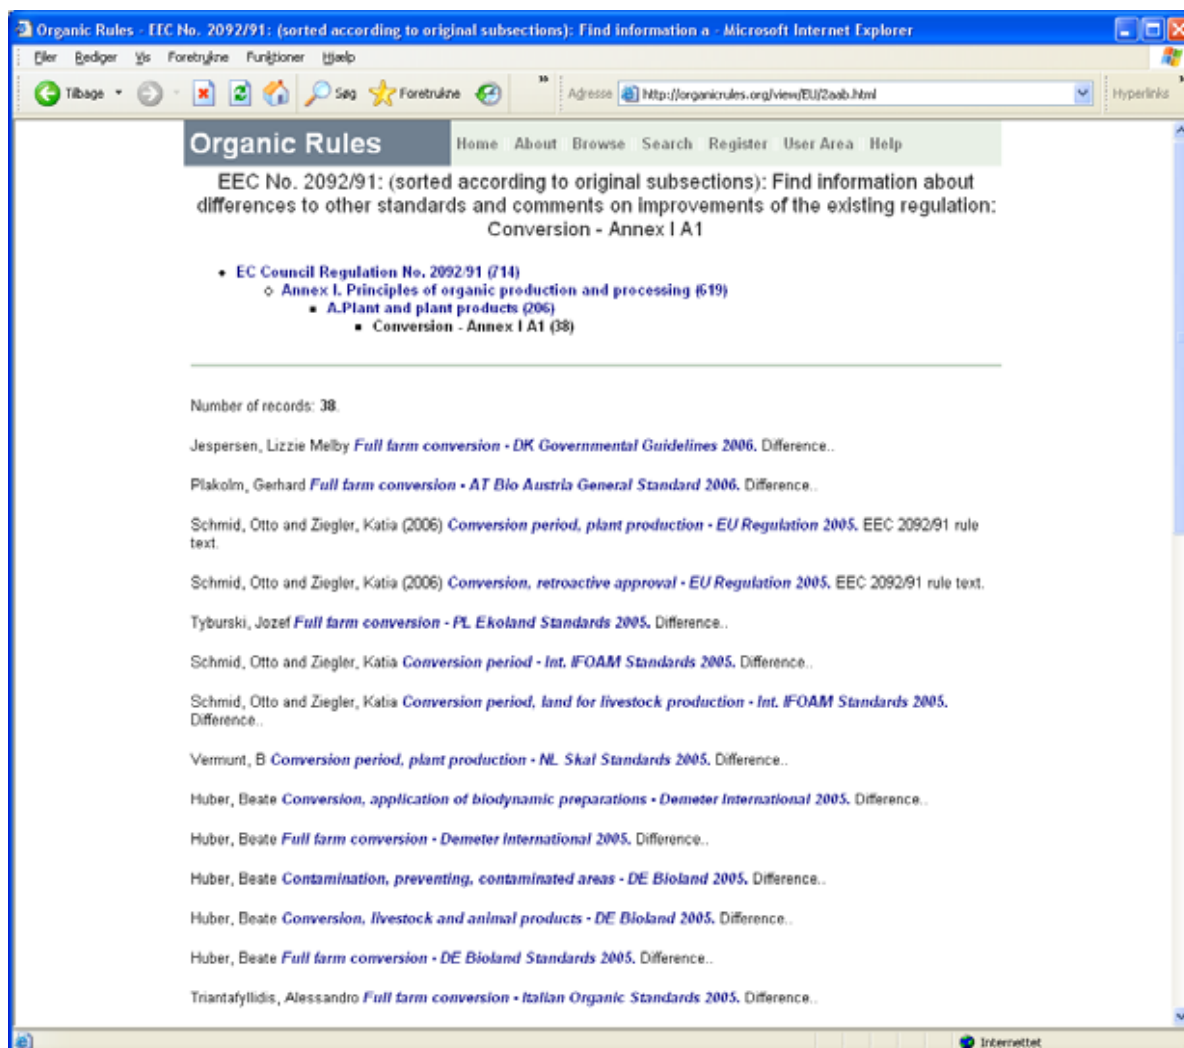 Organic Rules - EEC No. 2092/91: (sorted according to original subsections): Find information a - Microsoft Internet Explorer
Filer Rediger Vis Foretrukne Funktioner Hjælp
Tilbage Søg Foretrukne » Adresse http://organicrules.org/view/EU/2aab.html Hyperlinks »
Organic Rules Home About Browse Search Register User Area Help
EEC No. 2092/91: (sorted according to original subsections): Find information about
differences to other standards and comments on improvements of the existing regulation:
Conversion - Annex I A1
EC Council Regulation No. 2092/91 (714)
Annex I. Principles of organic production and processing (619)
A.Plant and plant products (206)
Conversion - Annex I A1 (38)
Number of records: 38.
Jespersen, Lizzie Melby Full farm conversion - DK Governmental Guidelines 2006. Difference..
Plakolm, Gerhard Full farm conversion - AT Bio Austria General Standard 2006. Difference..
Schmid, Otto and Ziegler, Katia (2006) Conversion period, plant production - EU Regulation 2005. EEC 2092/91 rule
text.
Schmid, Otto and Ziegler, Katia (2006) Conversion, retroactive approval - EU Regulation 2005. EEC 2092/91 rule text.
Tyburski, Jozef Full farm conversion - PL Ekoland Standards 2005. Difference..
Schmid, Otto and Ziegler, Katia Conversion period - Int. IFOAM Standards 2005. Difference..
Schmid, Otto and Ziegler, Katia Conversion period, land for livestock production - Int. IFOAM Standards 2005.
Difference..
Vermunt, B Conversion period, plant production - NL Skal Standards 2005. Difference..
Huber, Beate Conversion, application of biodynamic preparations - Demeter International 2005. Difference..
Huber, Beate Full farm conversion - Demeter International 2005. Difference..
Huber, Beate Contamination, preventing, contaminated areas - DE Bioland 2005. Difference..
Huber, Beate Conversion, livestock and animal products - DE Bioland 2005. Difference..
Huber, Beate Full farm conversion - DE Bioland Standards 2005. Difference..
Triantafyllidis, Alessandro Full farm conversion - Italian Organic Standards 2005. Difference..
Internettet